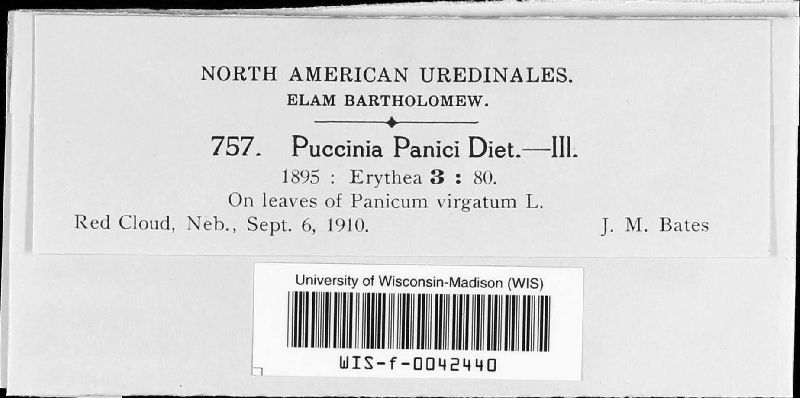 NORTH AMERICAN UREDINALES.
ELAM BARTHOLOMEW.
757. Puccinia Panici Diet.—III.
1895 : Erythea 3 : 80.
On leaves of Panicum virgatum L.
Red Cloud, Neb., Sept. 6, 1910. J. M. Bates
University of Wisconsin-Madison (WIS)
WIS-f-0042440